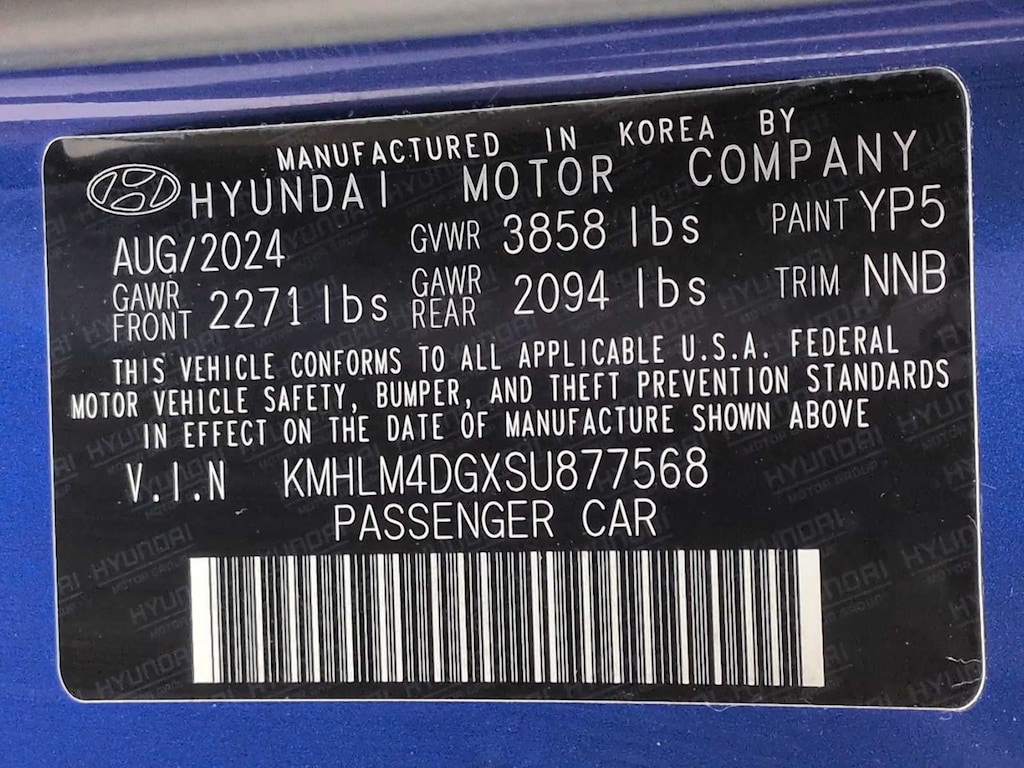 MANUFACTURED IN KOREA BY
HYUNDAI MOTOR COMPANY
AUG/2024 GVWR 3858 lbs PAINT YP5
GAWR FRONT 2271 lbs GAWR REAR 2094 lbs TRIM NNB
THIS VEHICLE CONFORMS TO ALL APPLICABLE U.S.A. FEDERAL
MOTOR VEHICLE SAFETY, BUMPER, AND THEFT PREVENTION STANDARDS
IN EFFECT ON THE DATE OF MANUFACTURE SHOWN ABOVE
V.I.N KMHLM4DGXSU877568
PASSENGER CAR